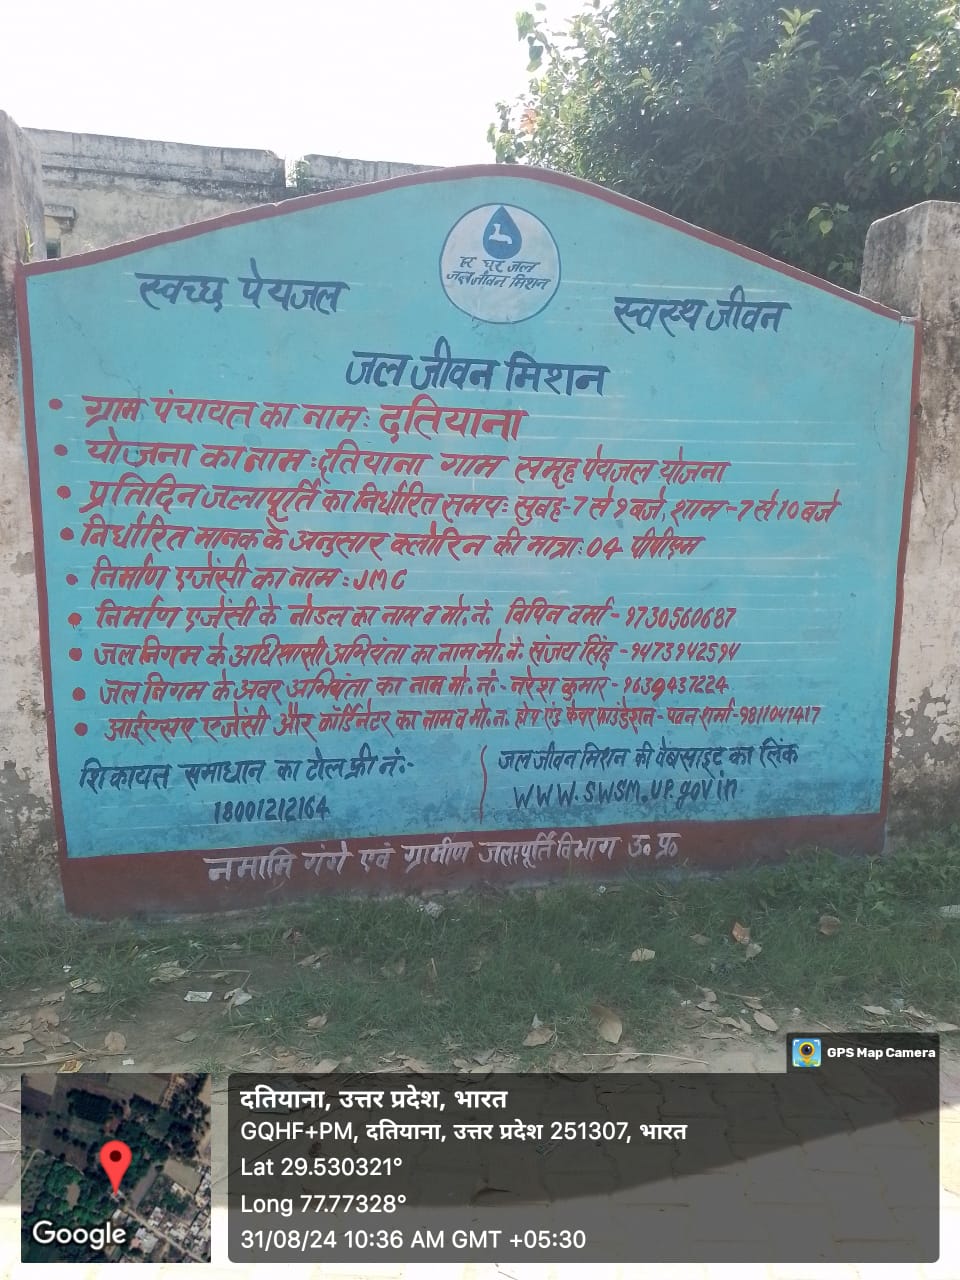 हर घर जल
जल जीवन मिशन
स्वच्छ पेयजल
स्वस्थ जीवन
जल जीवन मिशन
• ग्राम पंचायत का नाम: दतियाना
• योजना का नाम: दतियाना गाम समूह पेयजल योजना
• प्रतिदिन जलापूर्ति का निर्धारित समय: सुबह-7 से 9 बजे, शाम-7 से 10 बजे
• निर्धारित मानक के अनुसार क्लोरिन की मात्रा: 04 पीपीएम
• निर्माण एजेंसी का नाम: JMC
• निर्माण एजेंसी के नोडल का नाम व मो.नं. विपिन वर्मा-9730560687
• जल निगम के अधिसासी अभियंता का नाम मो.नं. संजय सिंह-9473942594
• जल निगम के अवर अभियंता का नाम मो.नं:- नरेश कुमार-9639437224
• आईएसए एजेंसी और कॉर्डिनेटर का नाम व मो.न. होप एंड केयर फाउंडेशन- पवन शर्मा-9811041417
शिकायत समाधान का टोल फ्री नं:-
18001212164
जल जीवन मिशन की वेबसाइट का लिंक
WWW.SWSM.UP.gov.in
नमामि गंगे एवं ग्रामीण जलापूर्ति विभाग उ० प्र०
GPS Map Camera
दतियाना, उत्तर प्रदेश, भारत
GQHF+PM, दतियाना, उत्तर प्रदेश 251307, भारत
Lat 29.530321°
Long 77.77328°
31/08/24 10:36 AM GMT +05:30
Google